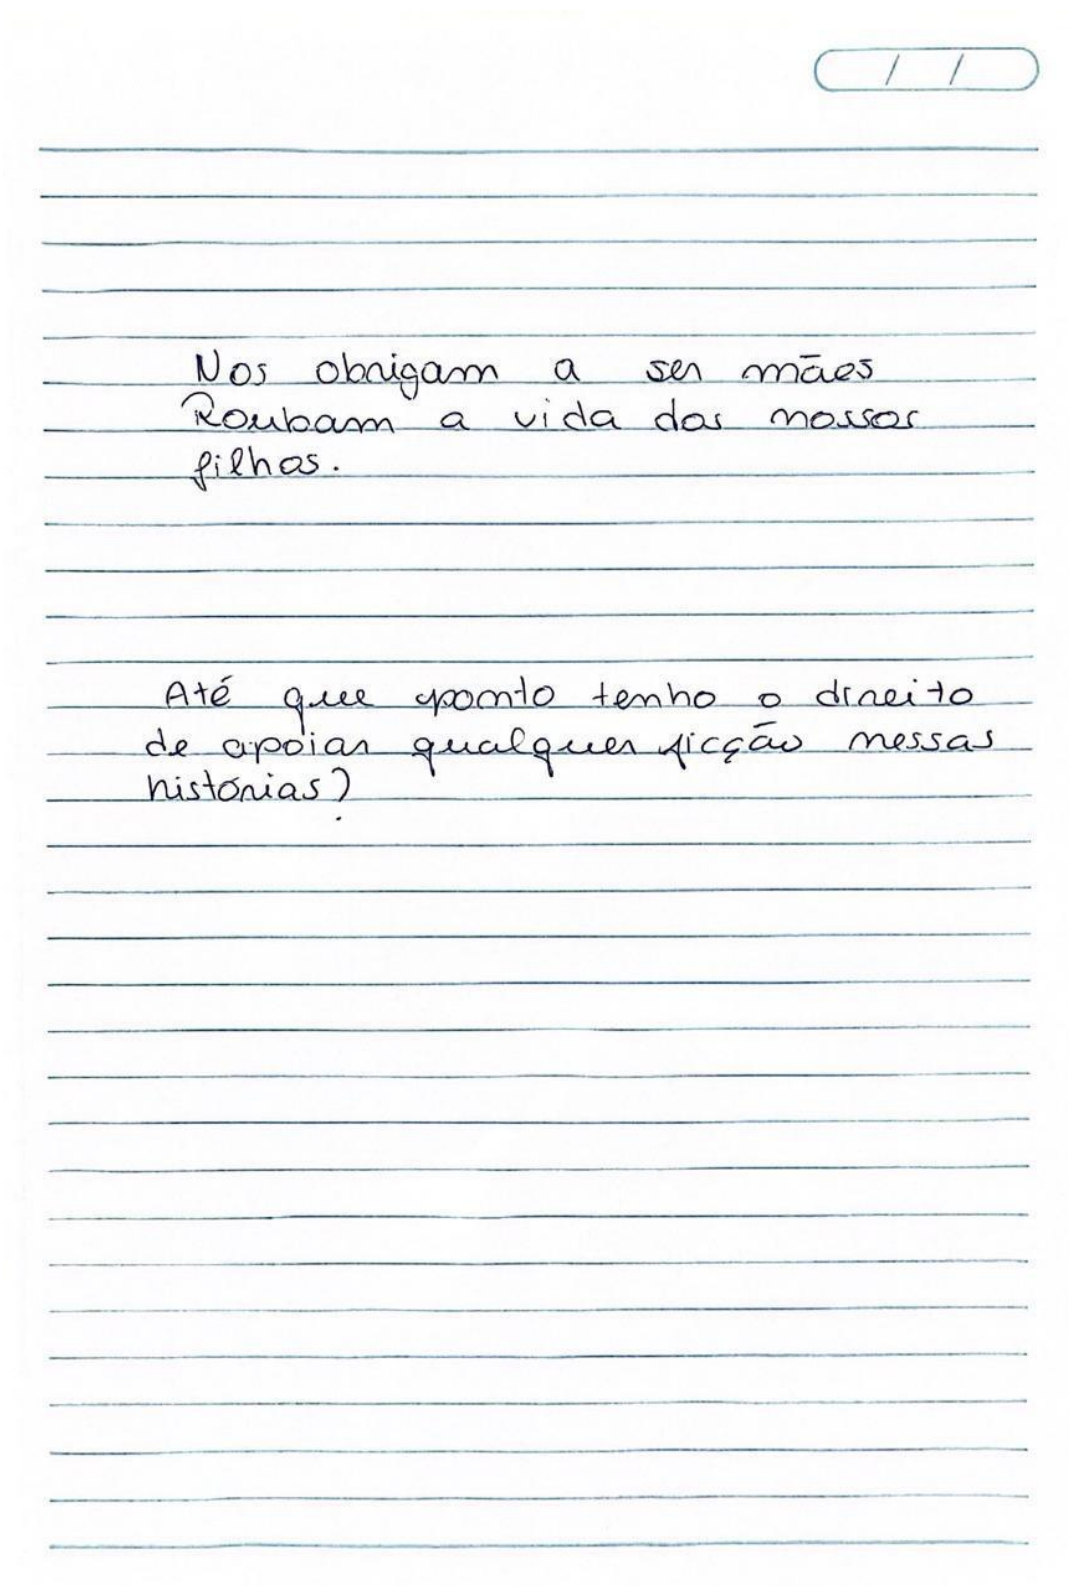 / /
Nos obrigam a ser mães
Roubam a vida dos nossos
filhos.
Até que ponto tenho o direito
de apoiar qualquer ficção nessas
histórias?